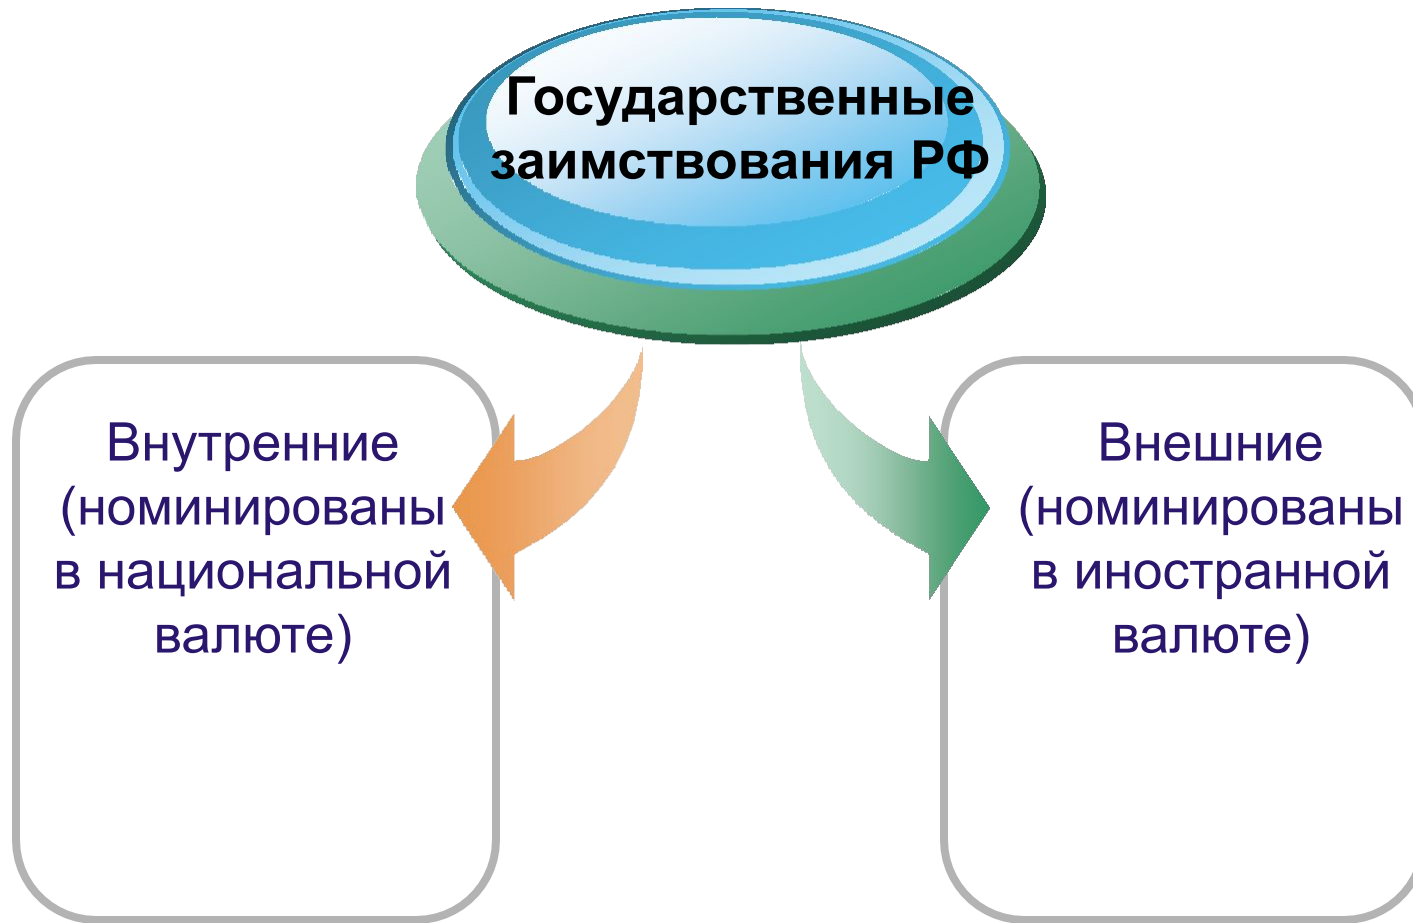 Государственные
заимствования РФ
Внутренние
(номинированы
в национальной
валюте)
Внешние
(номинированы
в иностранной
валюте)